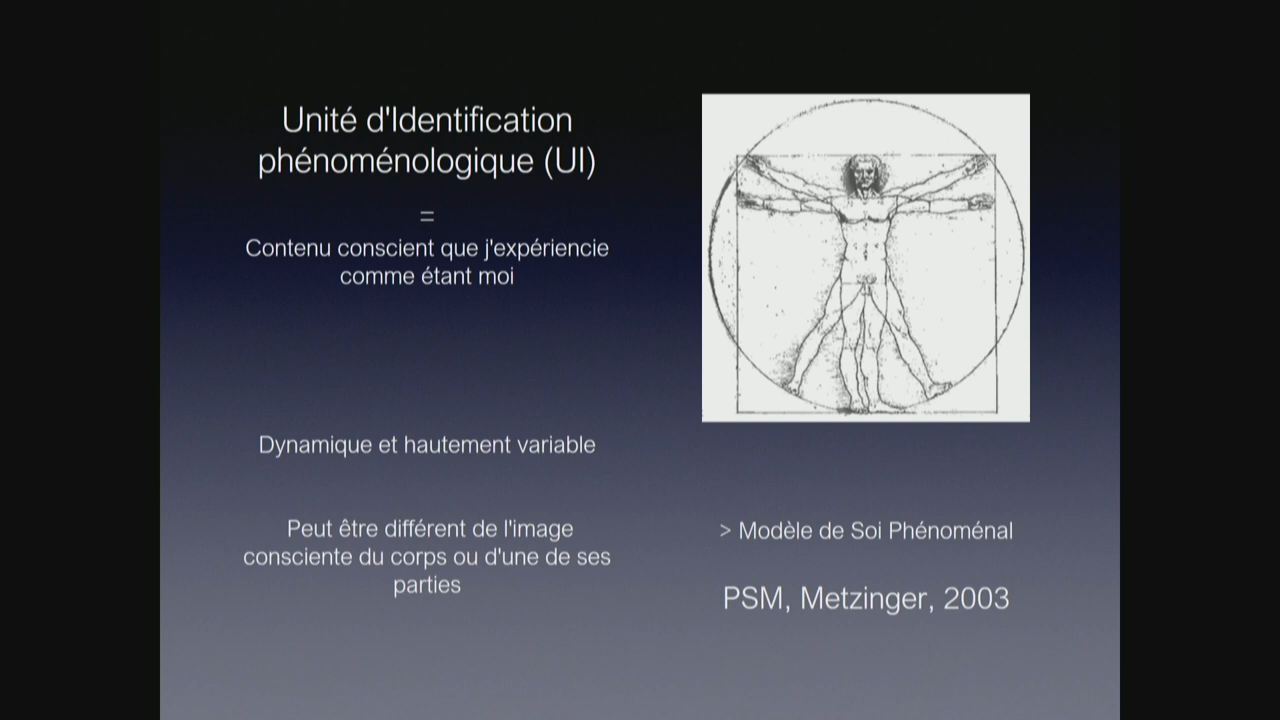 Unité d'Identification
phénoménologique (UI)
=
Contenu conscient que j'expériencie
comme étant moi
Dynamique et hautement variable
Peut être différent de l'image
consciente du corps ou d'une de ses
parties
> Modèle de Soi Phénoménal
PSM, Metzinger, 2003